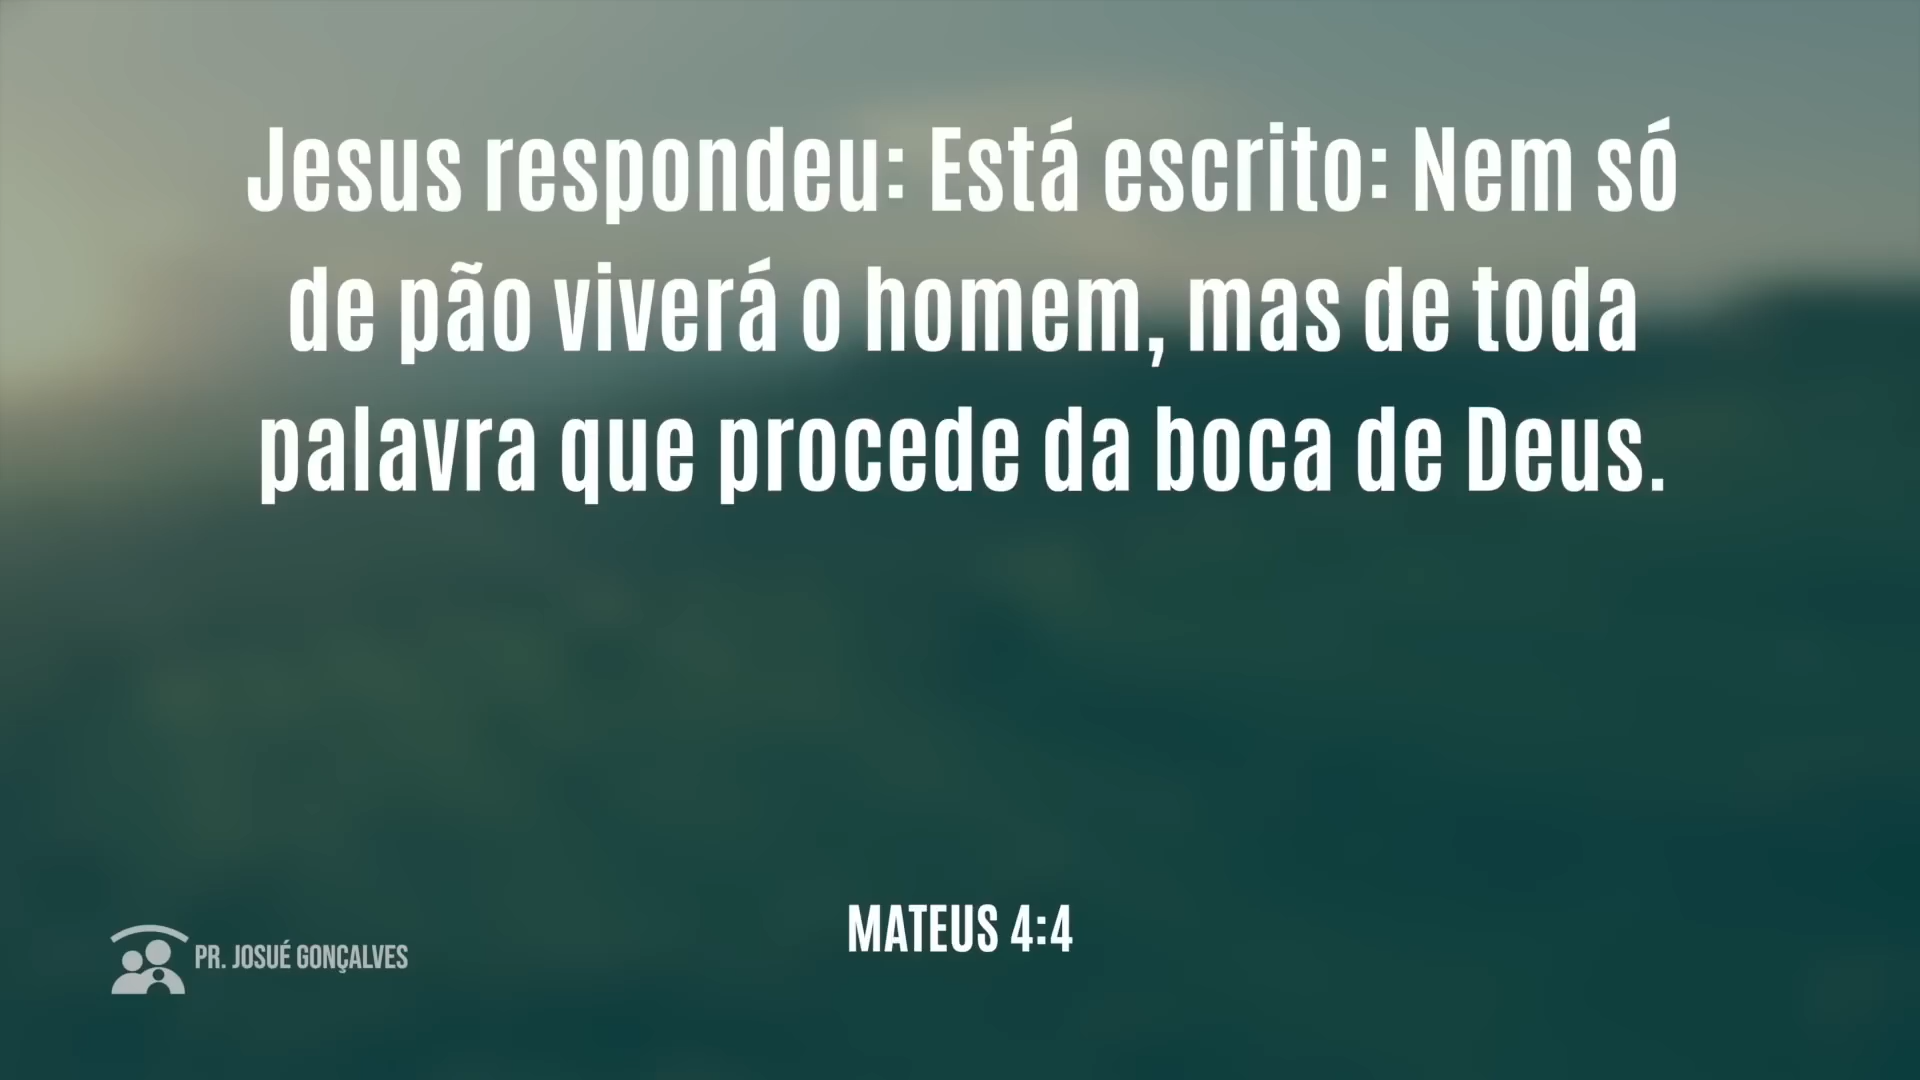 Jesus respondeu: Está escrito: Nem só
de pão viverá o homem, mas de toda
palavra que procede da boca de Deus.
MATEUS 4:4
PR. JOSUÉ GONÇALVES